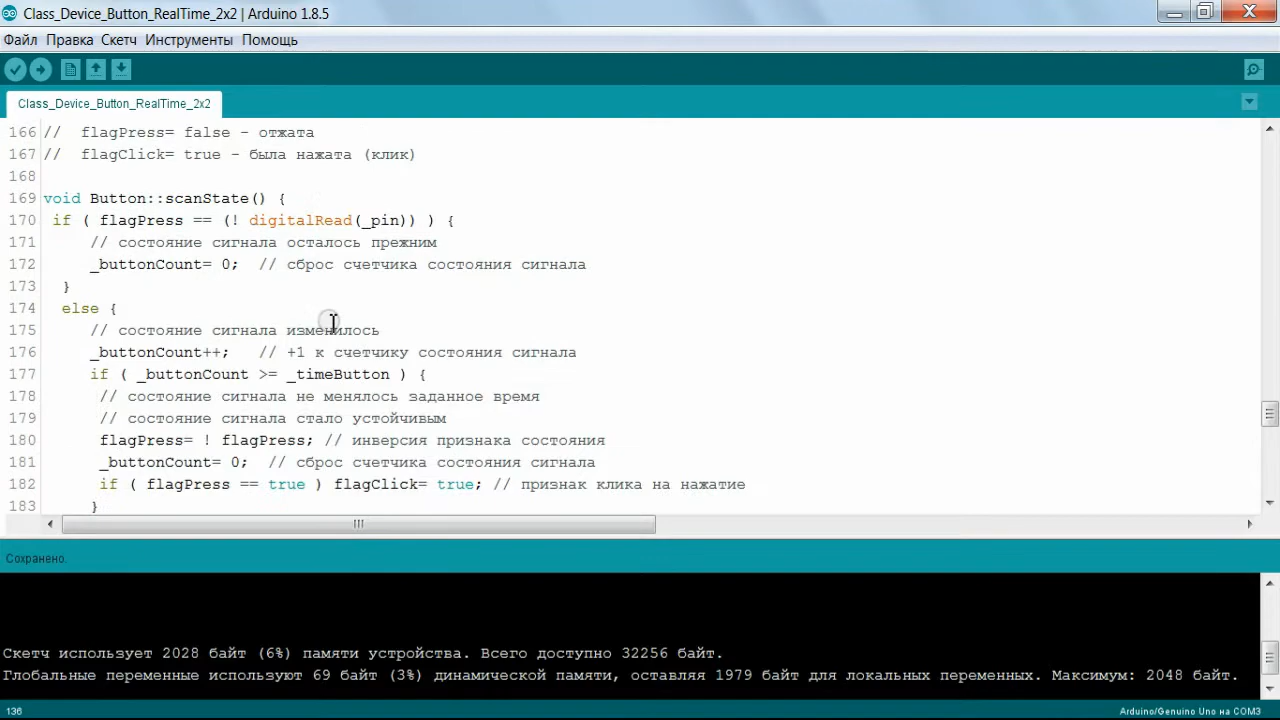 Class_Device_Button_RealTime_2x2 | Arduino 1.8.5
Файл Правка Скетч Инструменты Помощь
Class_Device_Button_RealTime_2x2
166 //  flagPress= false - отжата
167 //  flagClick= true - была нажата (клик)
168
169 void Button::scanState() {
170  if ( flagPress == (! digitalRead(_pin)) ) {
171     // состояние сигнала осталось прежним
172     _buttonCount= 0;  // сброс счетчика состояния сигнала
173  }
174  else {
175     // состояние сигнала изменилось
176     _buttonCount++;   // +1 к счетчику состояния сигнала
177     if ( _buttonCount >= _timeButton ) {
178      // состояние сигнала не менялось заданное время
179      // состояние сигнала стало устойчивым
180      flagPress= ! flagPress; // инверсия признака состояния
181      _buttonCount= 0;  // сброс счетчика состояния сигнала
182      if ( flagPress == true ) flagClick= true; // признак клика на нажатие
183     }
Сохранено.
Скетч использует 2028 байт (6%) памяти устройства. Всего доступно 32256 байт.
Глобальные переменные используют 69 байт (3%) динамической памяти, оставляя 1979 байт для локальных переменных. Максимум: 2048 байт.
136 Arduino/Genuino Uno на COM3